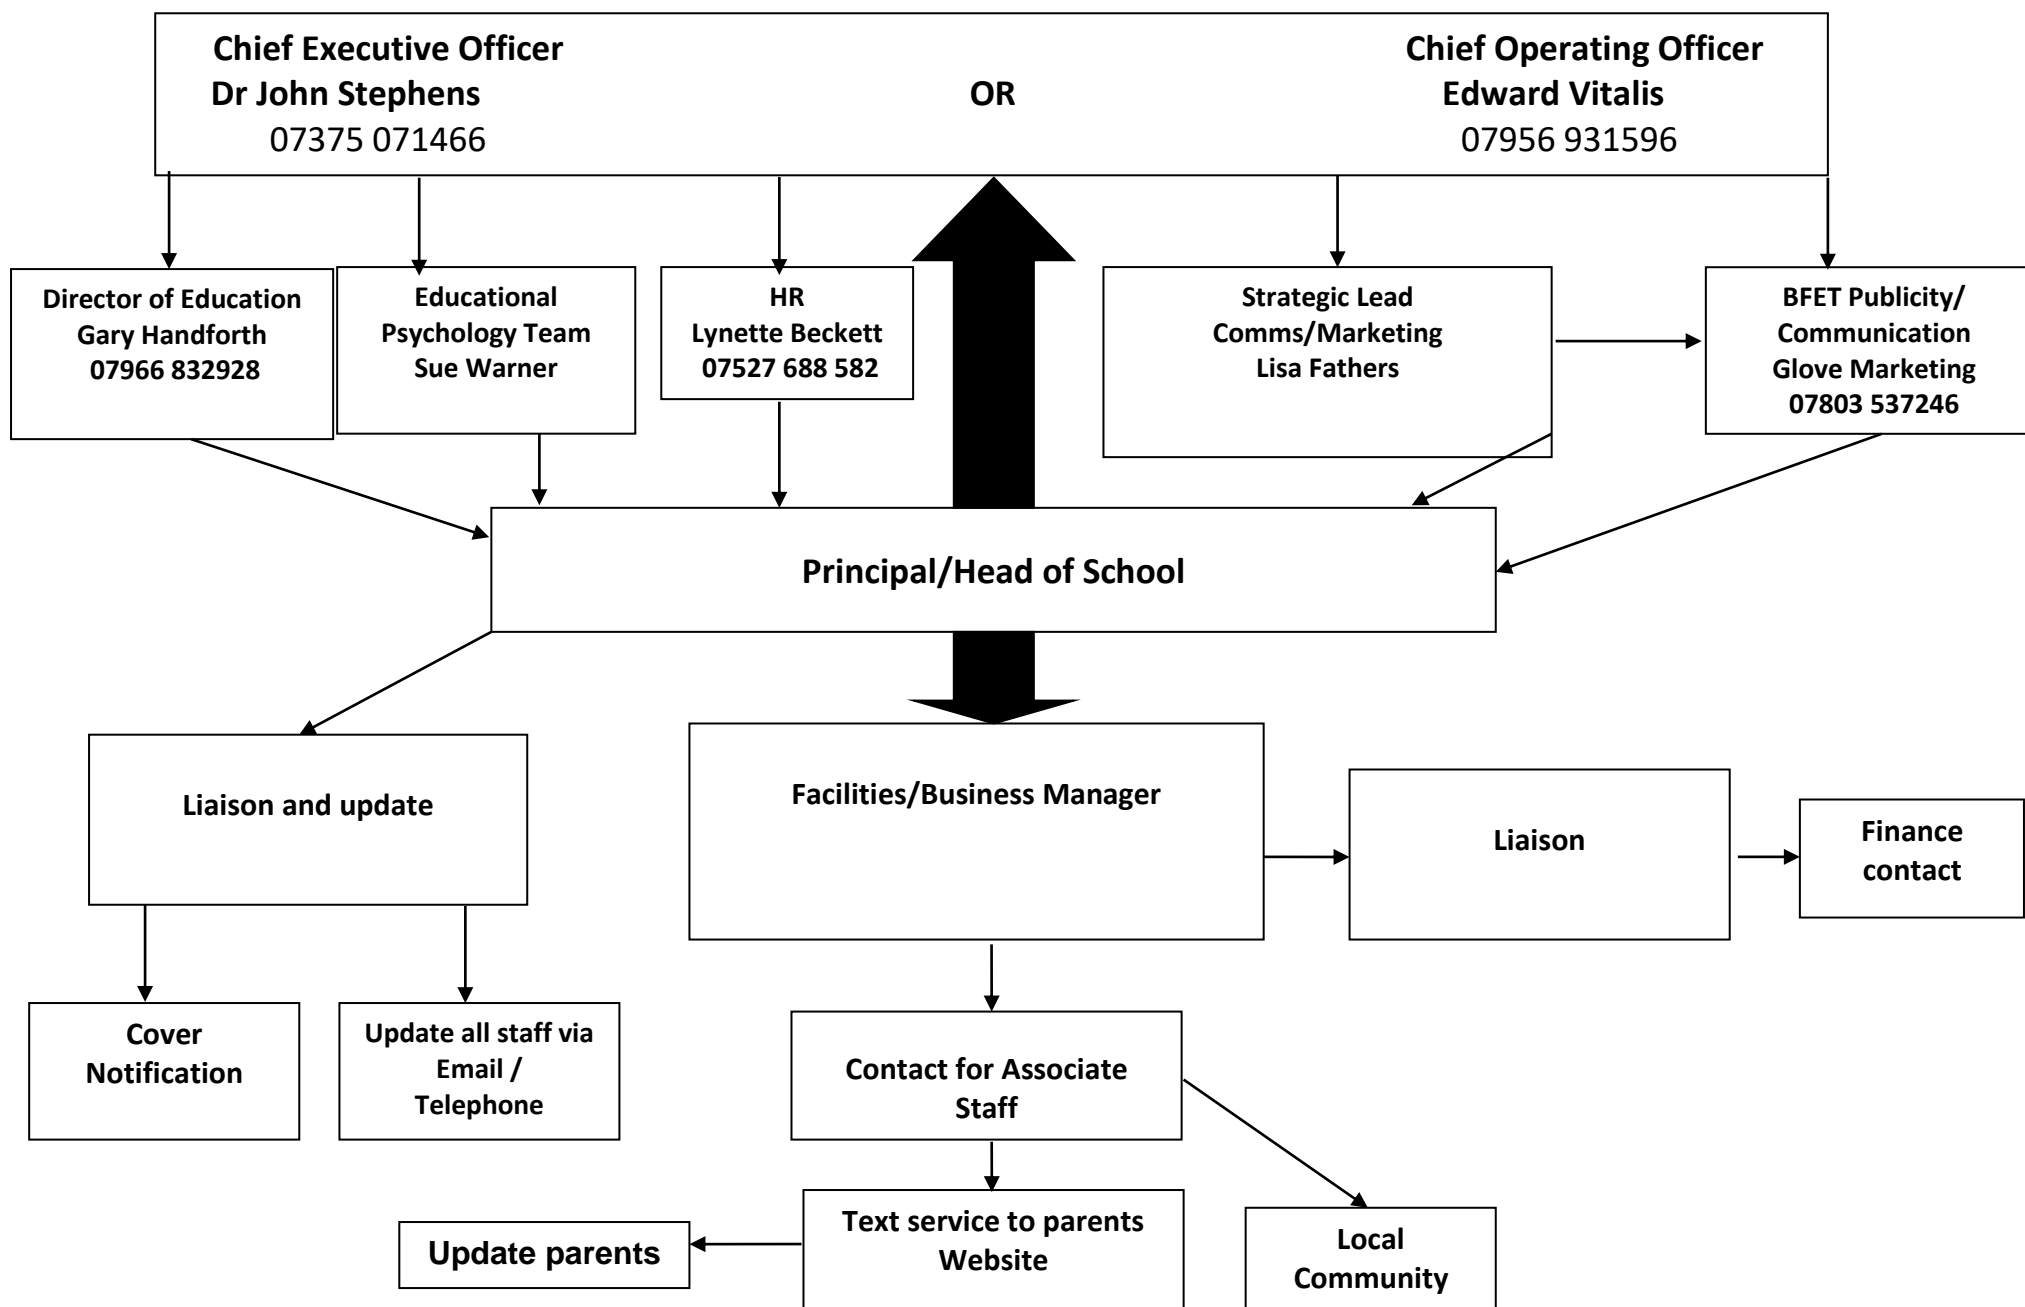 Chief Executive Officer
Dr John Stephens
07375 071466
OR
Chief Operating Officer
Edward Vitalis
07956 931596
Director of Education
Gary Handforth
07966 832928
Educational
Psychology Team
Sue Warner
HR
Lynette Beckett
07527 688 582
Strategic Lead
Comms/Marketing
Lisa Fathers
BFET Publicity/
Communication
Glove Marketing
07803 537246
Principal/Head of School
Liaison and update
Facilities/Business Manager
Liaison
Finance
contact
Cover
Notification
Update all staff via
Email /
Telephone
Contact for Associate
Staff
Update parents
Text service to parents
Website
Local
Community